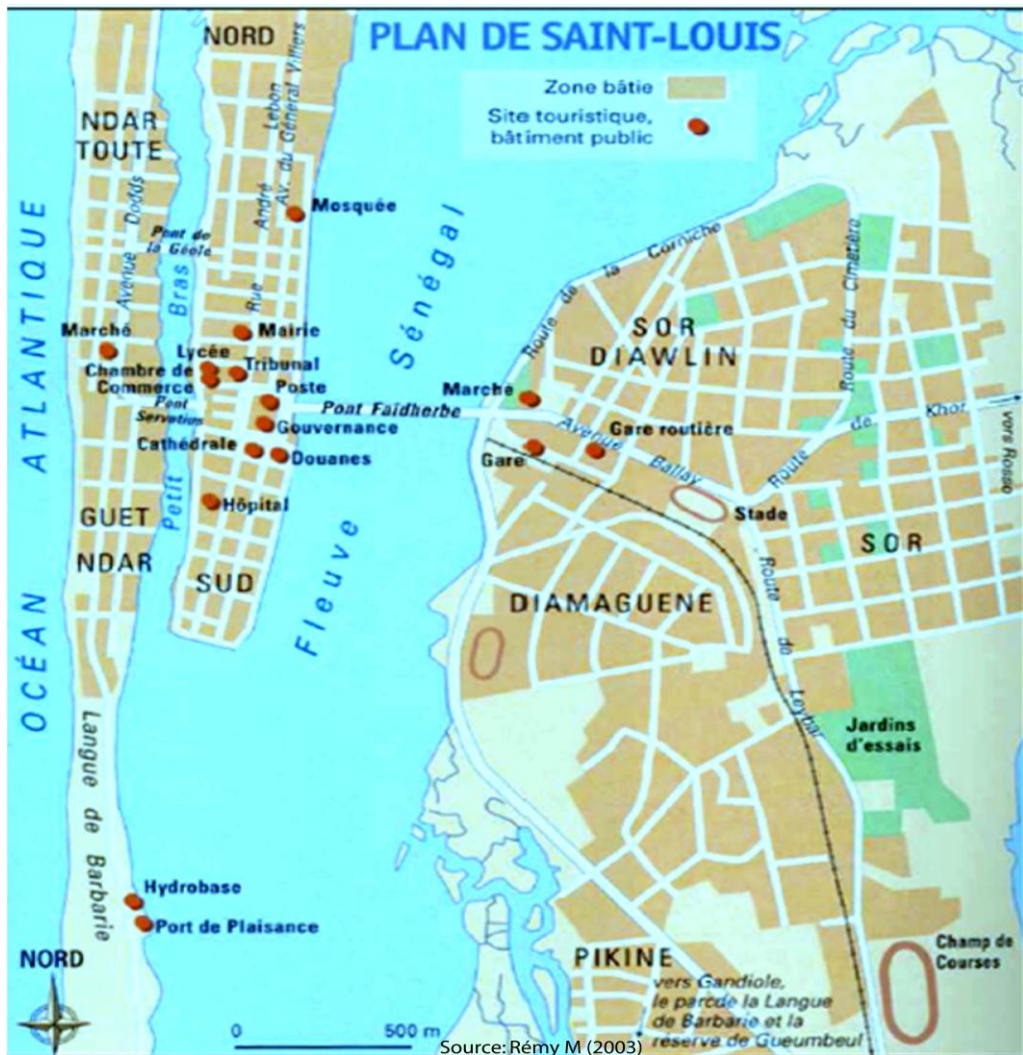 PLAN DE SAINT-LOUIS
Zone bâtie
Site touristique,
bâtiment public
NORD
NDAR
TOUTE
Avenue Dodds
Pont de
la Géole
Rue André Lebon
Av. du Général Villiers
Mosquée
OCÉAN ATLANTIQUE
Petit Bras
Fleuve Sénégal
Marché
Mairie
Lycée
Tribunal
Chambre de
Commerce
Poste
Pont
Servatius
Pont Faidherbe
Gouvernance
Cathédrale
Douanes
Hôpital
GUET
NDAR
SUD
Langue de Barbarie
Hydrobase
Port de Plaisance
Route de la Corniche
SOR
DIAWLIN
Route du Cimetière
Marche
Avenue Ballay
Gare routière
Gare
Route de Khor
vers Rosso
Stade
SOR
DIAMAGUENE
Route de Leybar
Jardins
d'essais
Champ de
Courses
PIKINE
vers Gandiole,
le parcde la Langue
de Barbarie et la
réserve de Gueumbeul
NORD
0 500 m
Source: Rémy M (2003)